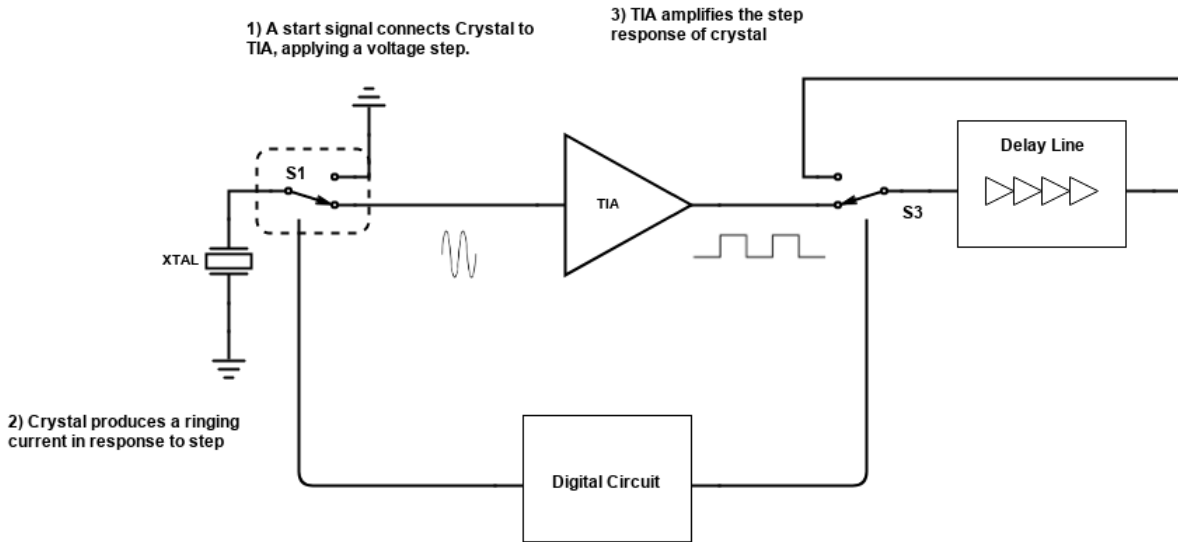 1) A start signal connects Crystal to
TIA, applying a voltage step.
3) TIA amplifies the step
response of crystal
S1
Delay Line
TIA
S3
XTAL
2) Crystal produces a ringing
current in response to step
Digital Circuit